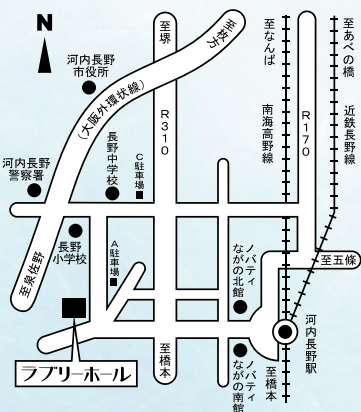 N
至堺
至枚方
至なんば
至あべの橋
河内長野
市役所
(大阪外環状線)
R310
R170
南海高野線
近鉄長野線
長野中学校
C駐車場
河内長野
警察署
長野
小学校
A駐車場
至泉佐野
ノバティ
ながの北館
至五條
河内長野駅
ラブリーホール
至橋本
ノバティ
ながの南館
至橋本